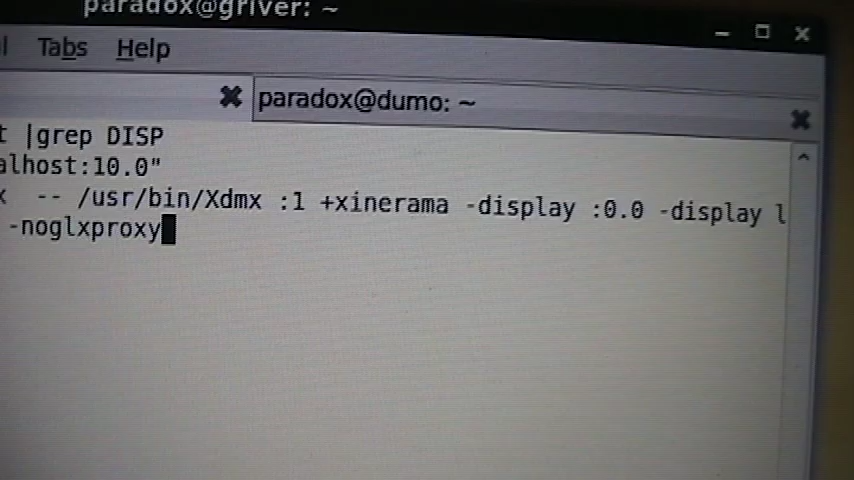 paradox@griver: ~
Tabs Help
paradox@dumo: ~
t |grep DISP
alhost:10.0"
x -- /usr/bin/Xdmx :1 +xinerama -display :0.0 -display l
-noglxproxy